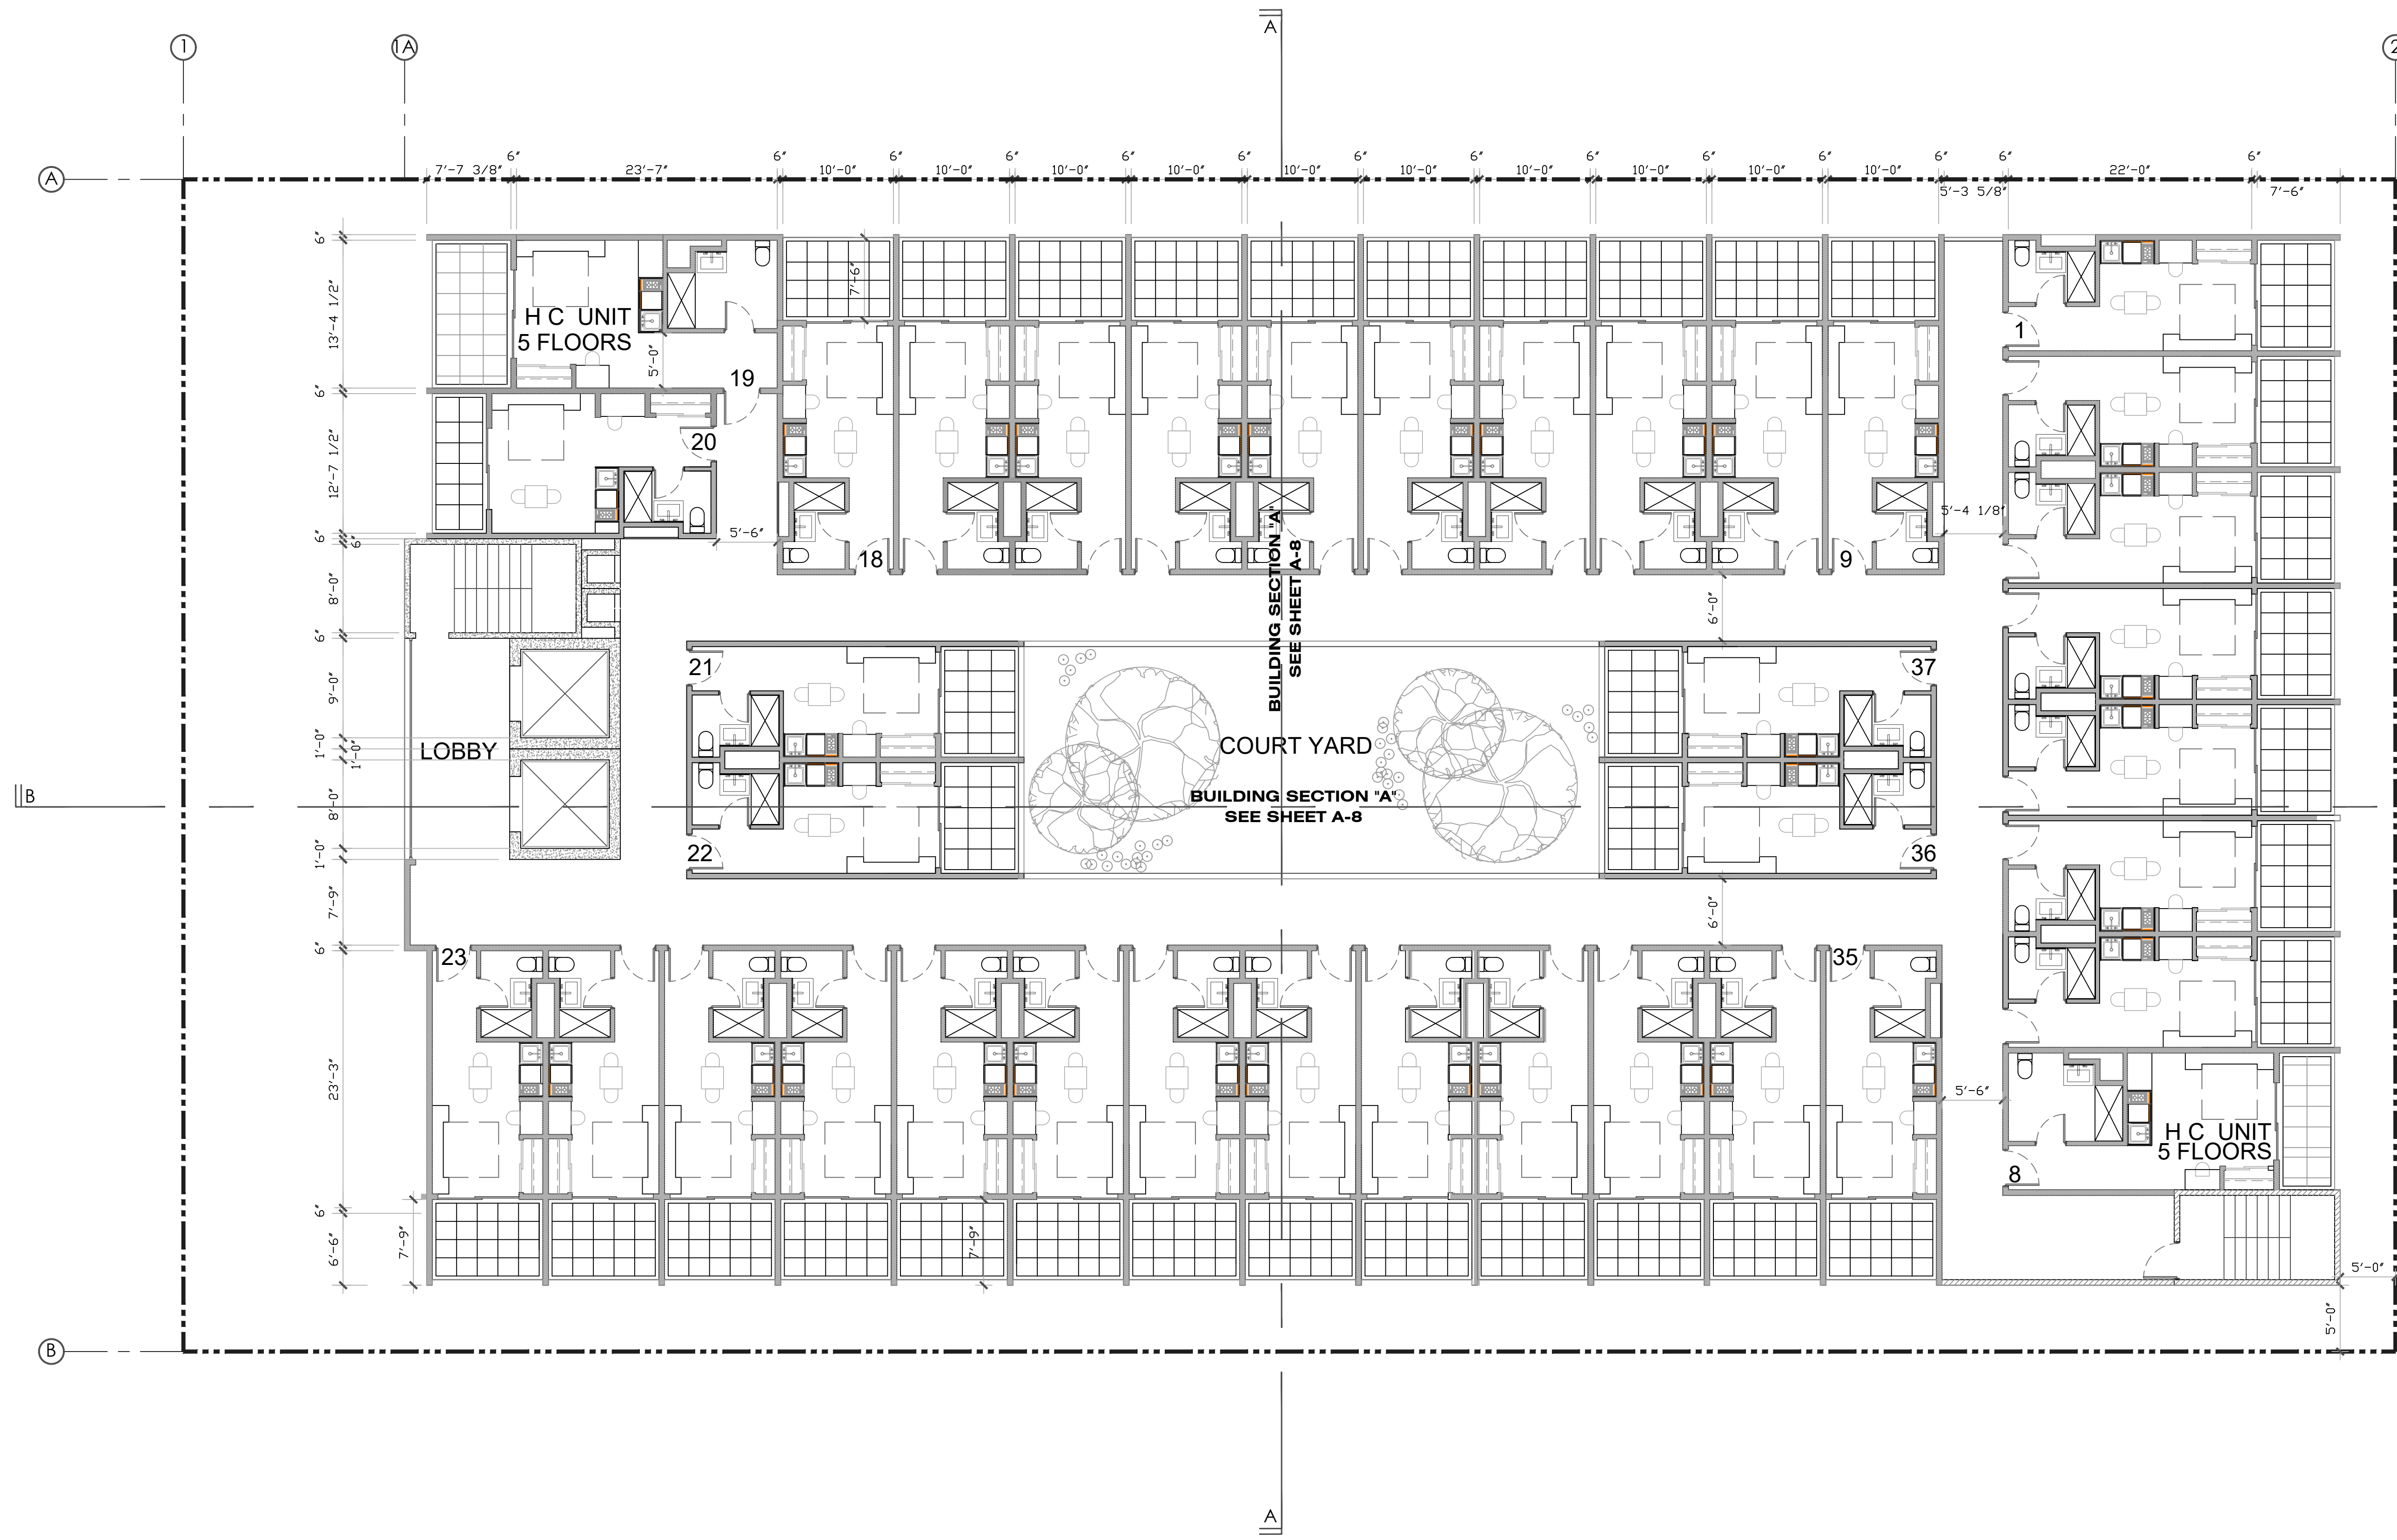 A
1
1A
2
6″ 6″ 6″ 6″ 6″ 6″ 6″ 6″ 6″ 6″ 6″ 6″ 6″ 6″
A 7′-7 3/8″ 23′-7″ 10′-0″ 10′-0″ 10′-0″ 10′-0″ 10′-0″ 10′-0″ 10′-0″ 10′-0″ 10′-0″ 10′-0″ 22′-0″
5′-3 5/8″ 7′-6″
6″
7′-6″
13′-4 1/2″
H C UNIT
5 FLOORS
5′-0″
1
19
6″
20
12′-7 1/2″
5′-4 1/8″
5′-6″
6″
6″
18
9
8′-0″
6′-0″
6″
BUILDING SECTION "A"
SEE SHEET A-8
21
37
9′-0″
1′-0″
1′-0″
LOBBY
COURT YARD
B
BUILDING SECTION "A"
SEE SHEET A-8
8′-0″
22
36
1′-0″
7′-9″
6′-0″
6″
23
35
23′-3″
5′-6″
H C UNIT
5 FLOORS
8
6″
6′-6″
7′-9″
7′-9″
5′-0″
5′-0″
B
A